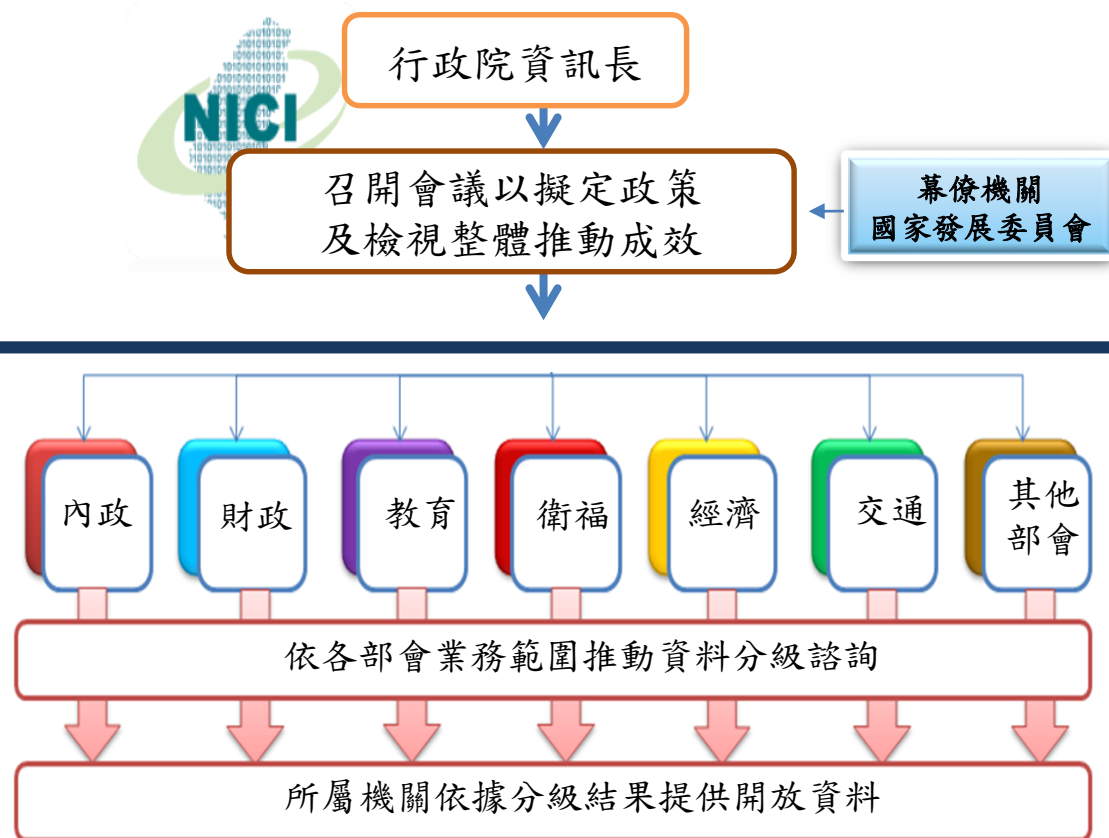 行政院資訊長
NICI
召開會議以擬定政策
及檢視整體推動成效
幕僚機關
國家發展委員會
內政
財政
教育
衛福
經濟
交通
其他
部會
依各部會業務範圍推動資料分級諮詢
所屬機關依據分級結果提供開放資料